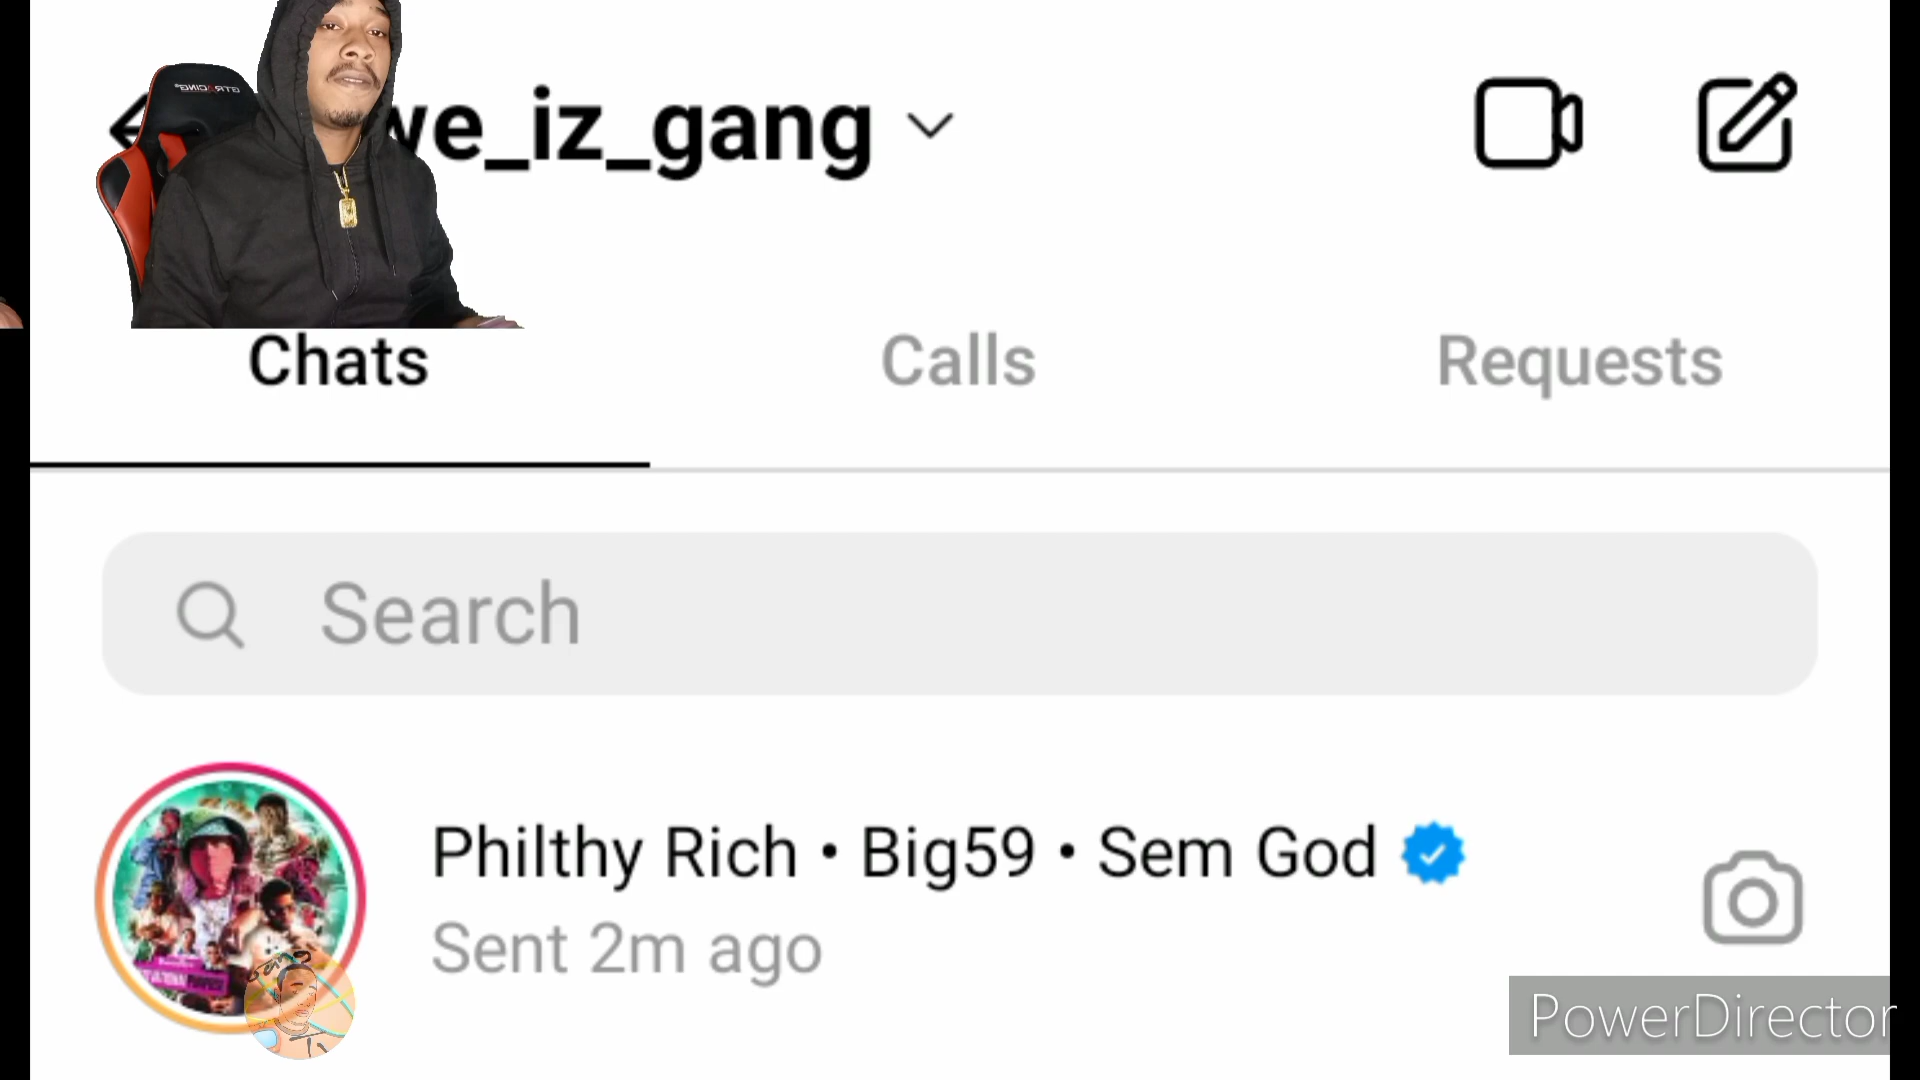 we_iz_gang
Chats
Calls
Requests
Search
Philthy Rich • Big59 • Sem God
Sent 2m ago
PowerDirector